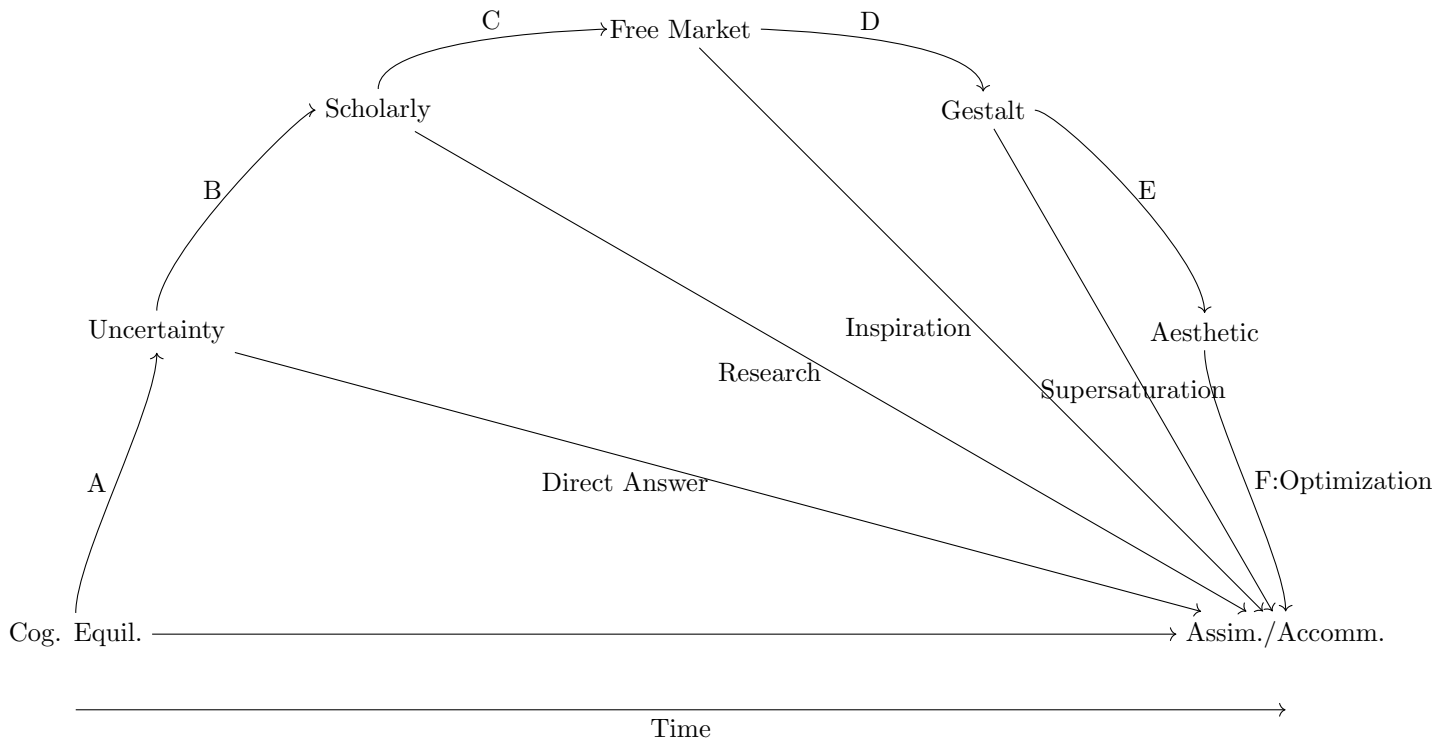 C
Free Market
D
Scholarly
Gestalt
B
E
Uncertainty
Inspiration
Aesthetic
Research
Supersaturation
A
Direct Answer
F:Optimization
Cog. Equil.
Assim./Accomm.
Time